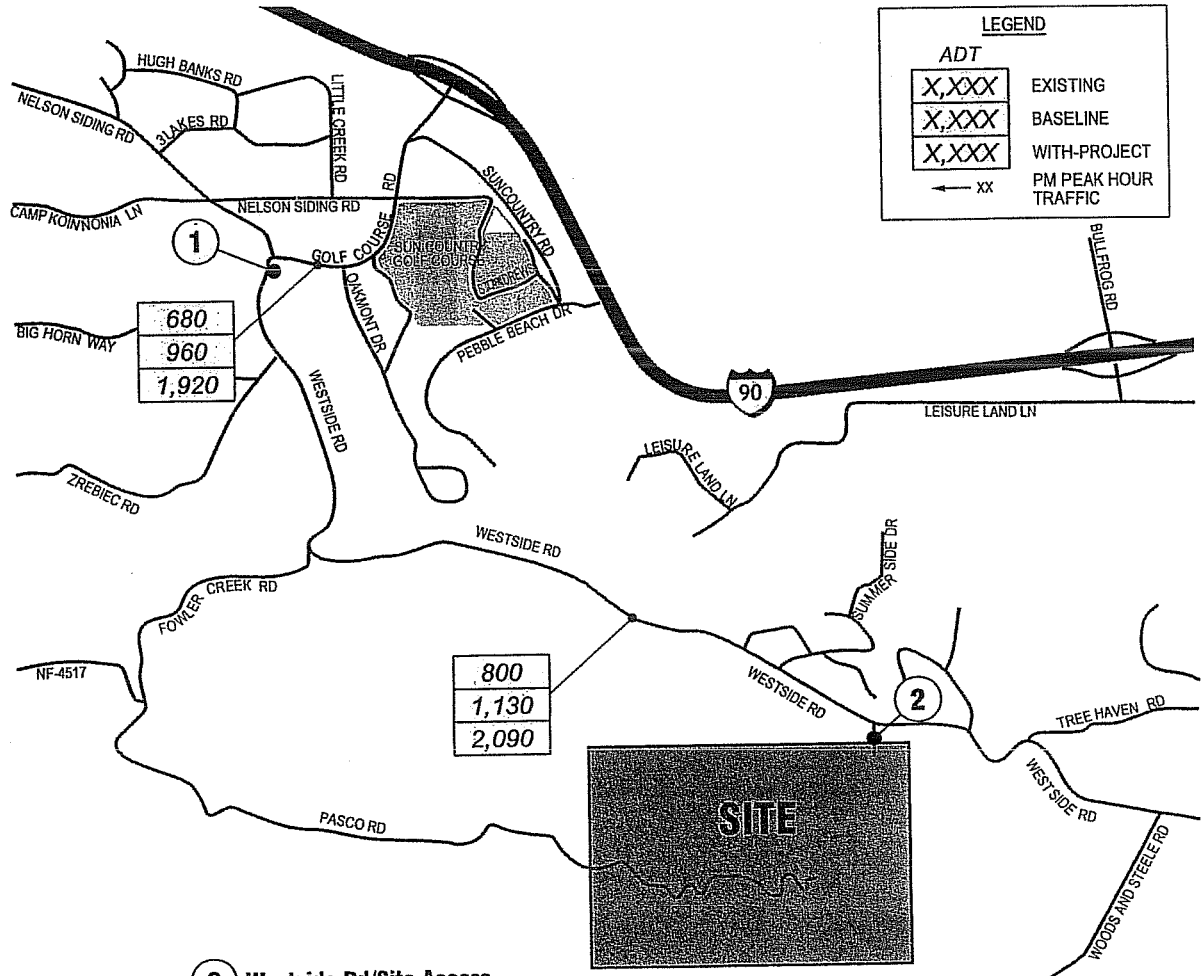 LEGEND
ADT
X,XXX EXISTING
X,XXX BASELINE
X,XXX WITH-PROJECT
XX PM PEAK HOUR
TRAFFIC
HUGH BANKS RD
NELSON SIDING RD
3LAKES RD
LITTLE CREEK RD
CAMP KOINNONIA LN
NELSON SIDING RD
GOLF COURSE RD
SUNCOUNTRY RD
SUN COUNTRY
GOLF COURSE
ST ANDREWS
OAKMONT DR
PEBBLE BEACH DR
BULLFROG RD
1
680
960
1,920
BIG HORN WAY
WESTSIDE RD
90
LEISURE LAND LN
LEISURE LAND LN
ZREBIEC RD
WESTSIDE RD
SUMMER SIDE DR
FOWLER CREEK RD
NF-4517
800
1,130
2,090
WESTSIDE RD
2
TREE HAVEN RD
WESTSIDE RD
SITE
PASCO RD
WOODS AND STEELE RD